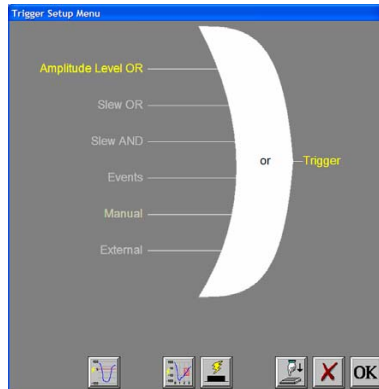 Trigger Setup Menu
Amplitude Level OR
Slew OR
Slew AND
Events
Manual
External
or
Trigger
OK